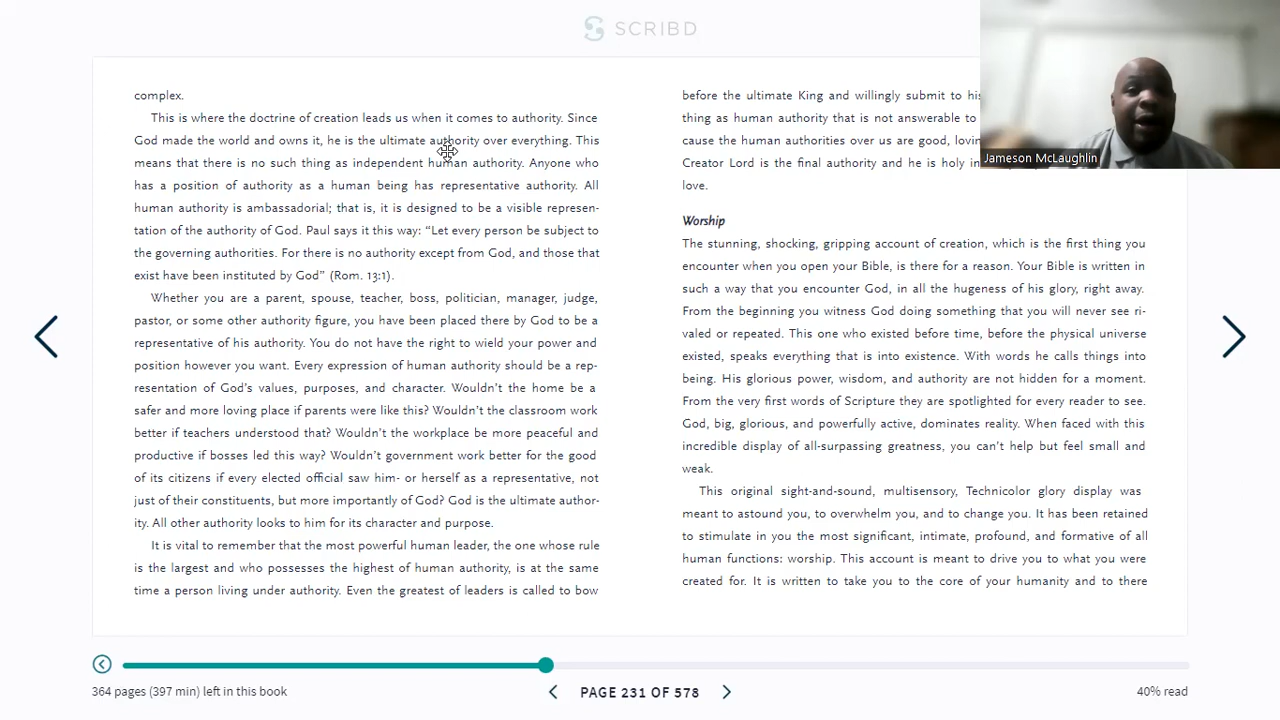 SCRIBD
complex.
This is where the doctrine of creation leads us when it comes to authority. Since
God made the world and owns it, he is the ultimate authority over everything. This
means that there is no such thing as independent human authority. Anyone who
has a position of authority as a human being has representative authority. All
human authority is ambassadorial; that is, it is designed to be a visible represen-
tation of the authority of God. Paul says it this way: “Let every person be subject to
the governing authorities. For there is no authority except from God, and those that
exist have been instituted by God” (Rom. 13:1).
Whether you are a parent, spouse, teacher, boss, politician, manager, judge,
pastor, or some other authority figure, you have been placed there by God to be a
representative of his authority. You do not have the right to wield your power and
position however you want. Every expression of human authority should be a rep-
resentation of God’s values, purposes, and character. Wouldn’t the home be a
safer and more loving place if parents were like this? Wouldn’t the classroom work
better if teachers understood that? Wouldn’t the workplace be more peaceful and
productive if bosses led this way? Wouldn’t government work better for the good
of its citizens if every elected official saw him- or herself as a representative, not
just of their constituents, but more importantly of God? God is the ultimate author-
ity. All other authority looks to him for its character and purpose.
It is vital to remember that the most powerful human leader, the one whose rule
is the largest and who possesses the highest of human authority, is at the same
time a person living under authority. Even the greatest of leaders is called to bow
before the ultimate King and willingly submit to his
thing as human authority that is not answerable to
cause the human authorities over us are good, lovin
Creator Lord is the final authority and he is holy in
love.
Worship
The stunning, shocking, gripping account of creation, which is the first thing you
encounter when you open your Bible, is there for a reason. Your Bible is written in
such a way that you encounter God, in all the hugeness of his glory, right away.
From the beginning you witness God doing something that you will never see ri-
valed or repeated. This one who existed before time, before the physical universe
existed, speaks everything that is into existence. With words he calls things into
being. His glorious power, wisdom, and authority are not hidden for a moment.
From the very first words of Scripture they are spotlighted for every reader to see.
God, big, glorious, and powerfully active, dominates reality. When faced with this
incredible display of all-surpassing greatness, you can’t help but feel small and
weak.
This original sight-and-sound, multisensory, Technicolor glory display was
meant to astound you, to overwhelm you, and to change you. It has been retained
to stimulate in you the most significant, intimate, profound, and formative of all
human functions: worship. This account is meant to drive you to what you were
created for. It is written to take you to the core of your humanity and to there
Jameson McLaughlin
364 pages (397 min) left in this book
PAGE 231 OF 578
40% read